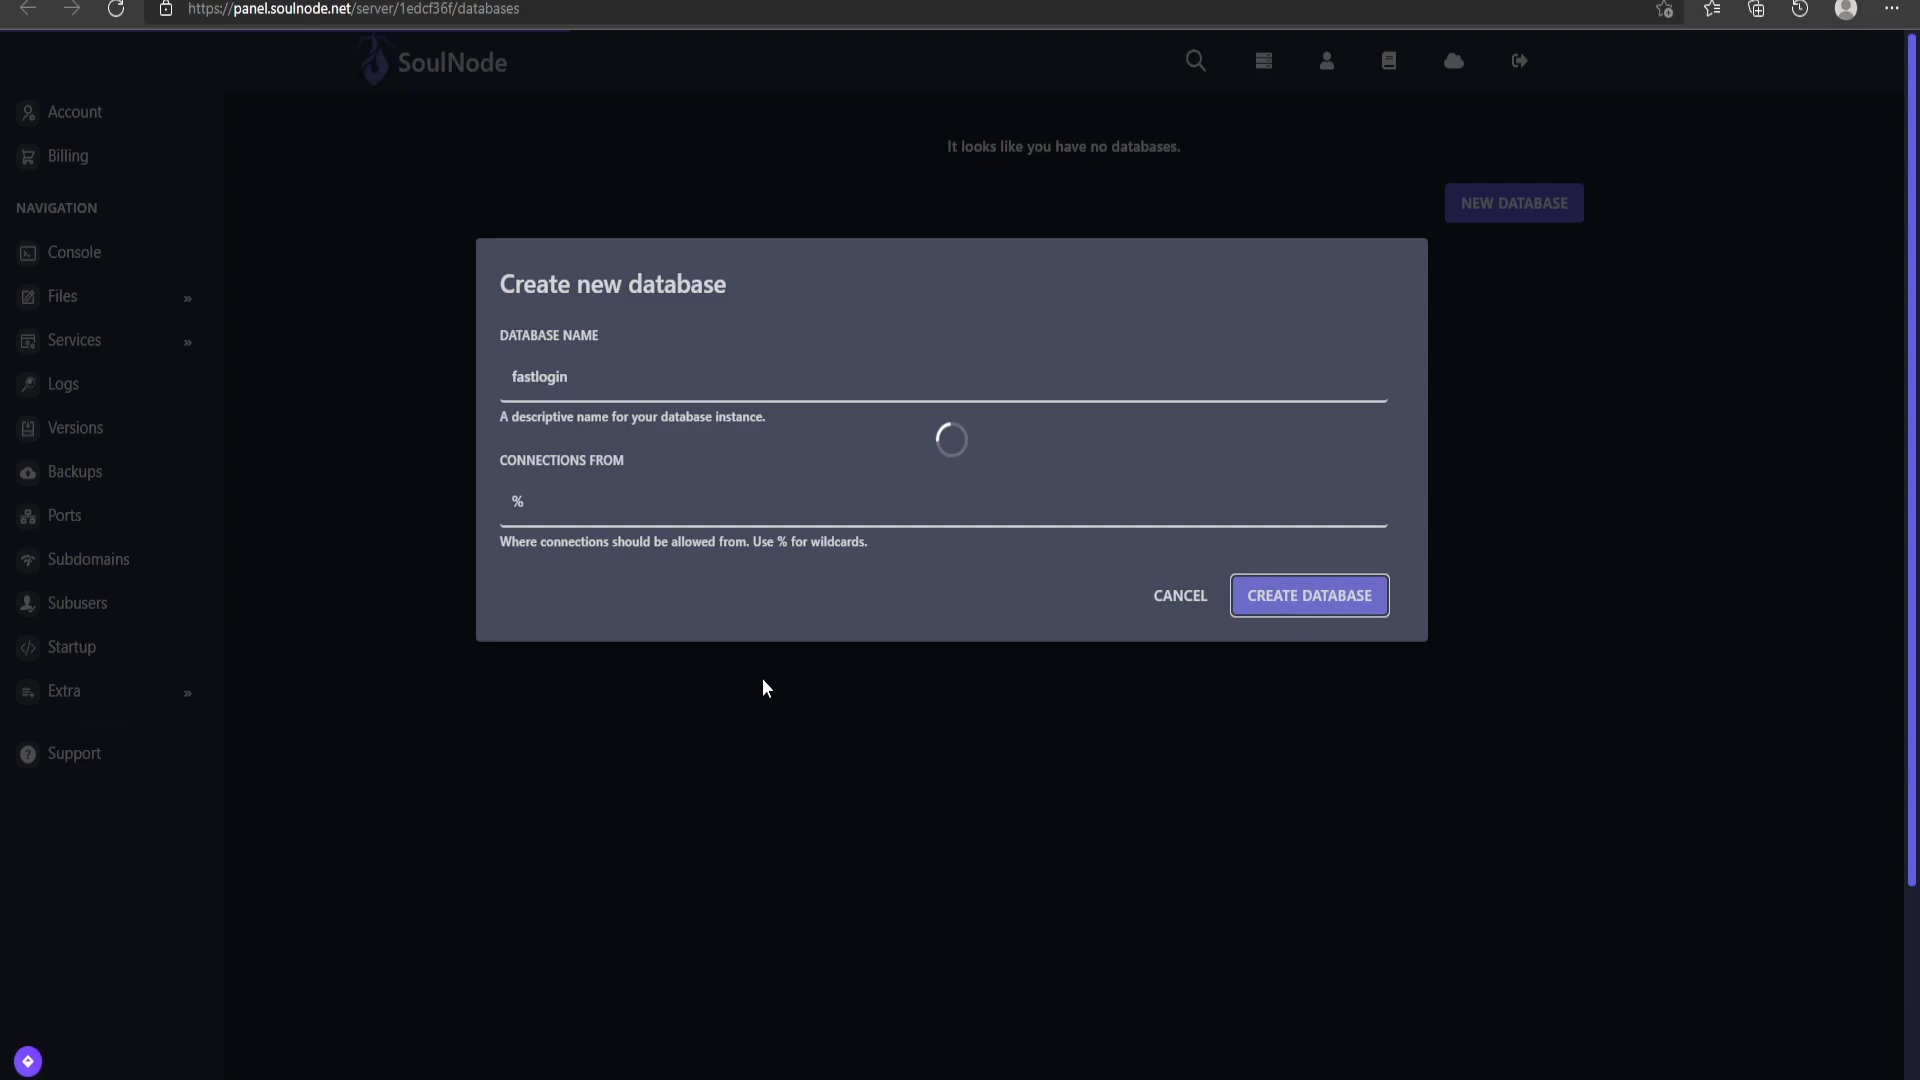 https://panel.soulnode.net/server/1edcf36f/databases
SoulNode
Account
Billing
It looks like you have no databases.
NEW DATABASE
NAVIGATION
Console
Files »
Services »
Logs
Versions
Backups
Ports
Subdomains
Subusers
Startup
Extra »
Support
Create new database
DATABASE NAME
fastlogin
A descriptive name for your database instance.
CONNECTIONS FROM
%
Where connections should be allowed from. Use % for wildcards.
CANCEL
CREATE DATABASE